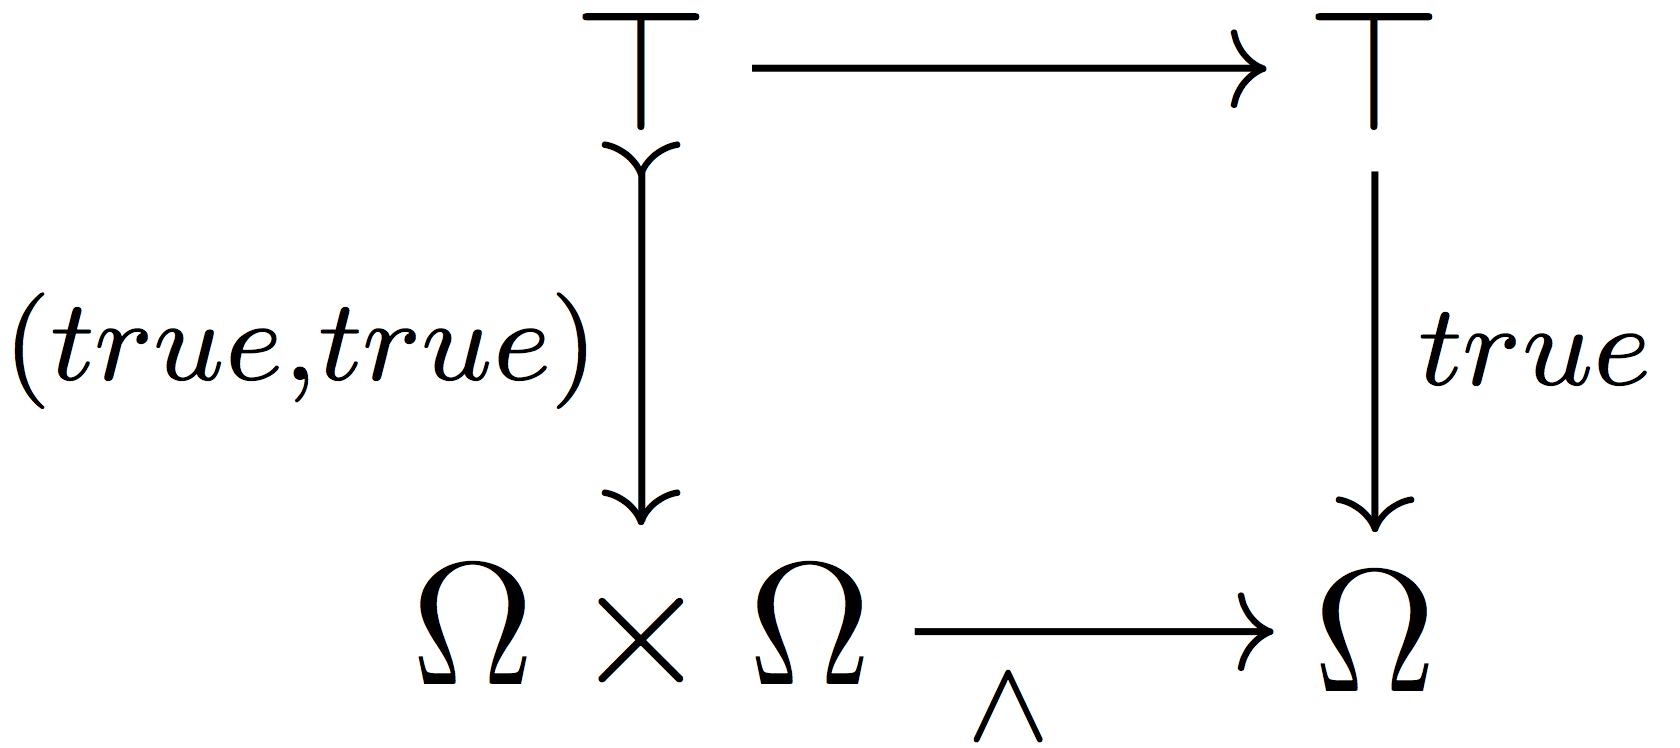 ⊤ ⊤
(true,true) true
Ω × Ω Ω
∧